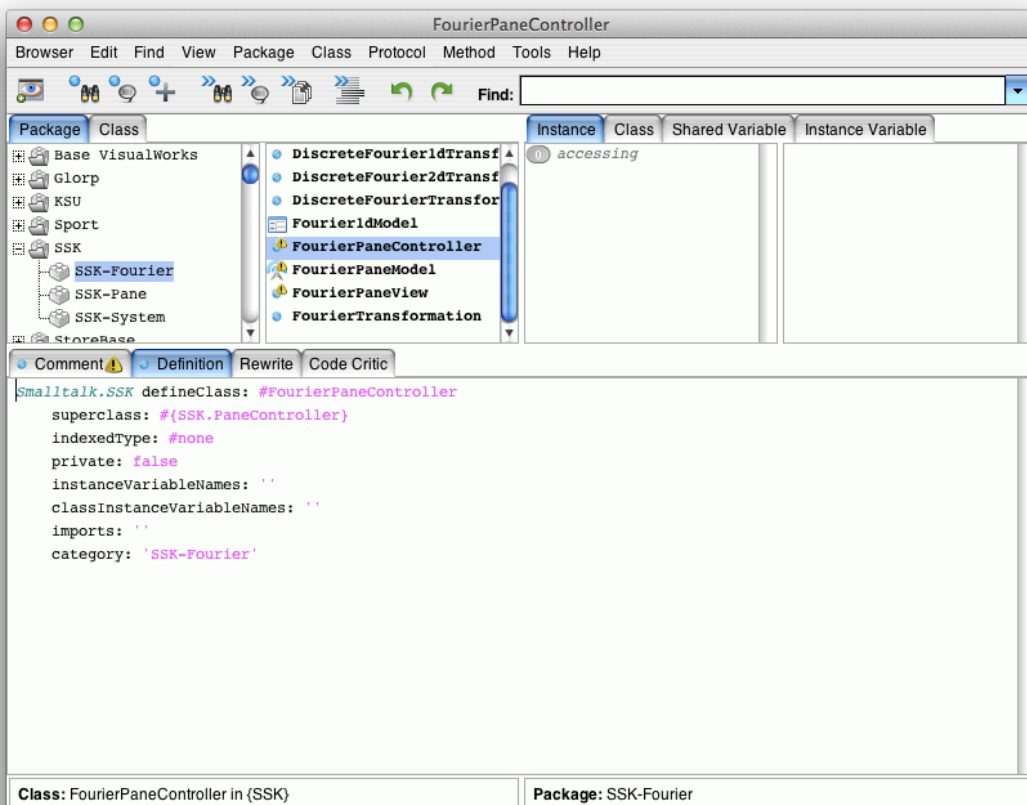 FourierPaneController
Browser Edit Find View Package Class Protocol Method Tools Help
Find:
Package Class
Instance Class Shared Variable Instance Variable
Base VisualWorks
Glorp
KSU
Sport
SSK
SSK-Fourier
SSK-Pane
SSK-System
StoreBase
DiscreteFourier1dTransf
DiscreteFourier2dTransf
DiscreteFourierTransfor
Fourier1dModel
FourierPaneController
FourierPaneModel
FourierPaneView
FourierTransformation
0 accessing
Comment Definition Rewrite Code Critic
Smalltalk.SSK defineClass: #FourierPaneController
superclass: #{SSK.PaneController}
indexedType: #none
private: false
instanceVariableNames: ''
classInstanceVariableNames: ''
imports: ''
category: 'SSK-Fourier'
Class: FourierPaneController in {SSK}
Package: SSK-Fourier